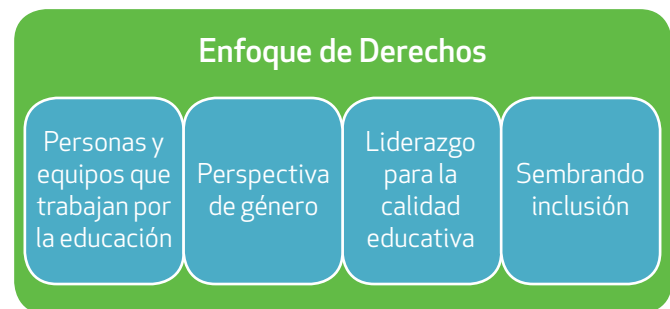 Enfoque de Derechos
Personas y
equipos que
trabajan por
la educación
Perspectiva
de género
Liderazgo
para la
calidad
educativa
Sembrando
inclusión